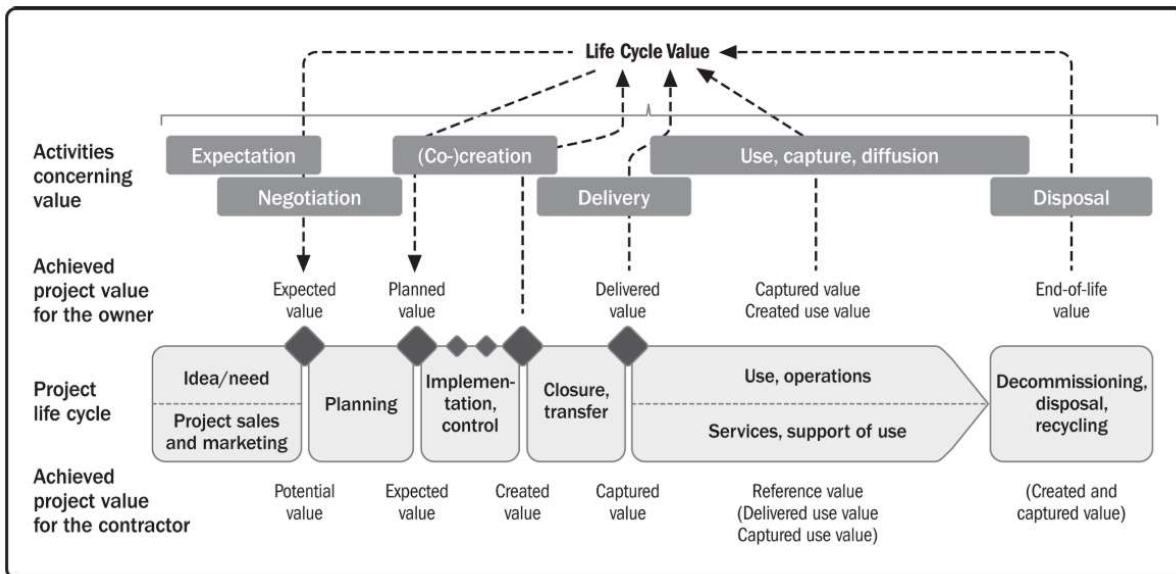 Life Cycle Value
Activities
concerning
value
Expectation
(Co-)creation
Use, capture, diffusion
Negotiation
Delivery
Disposal
Achieved
project value
for the owner
Expected
value
Planned
value
Delivered
value
Captured value
Created use value
End-of-life
value
Project
life cycle
Idea/need
Project sales
and marketing
Planning
Implemen-
tation,
control
Closure,
transfer
Use, operations
Services, support of use
Decommissioning,
disposal,
recycling
Achieved
project value
for the contractor
Potential
value
Expected
value
Created
value
Captured
value
Reference value
(Delivered use value
Captured use value)
(Created and
captured value)